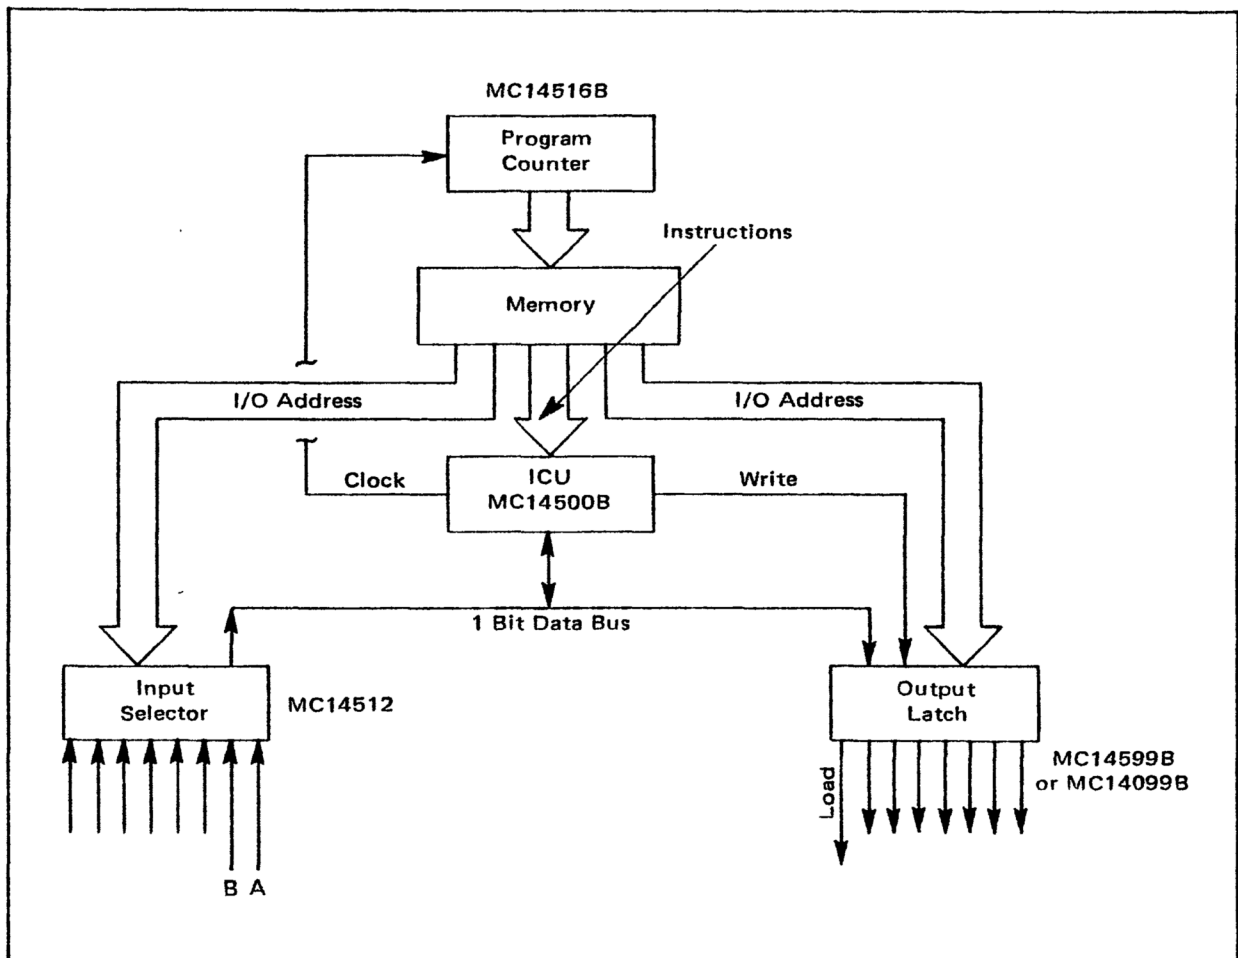 MC14516B
Program
Counter
Instructions
Memory
I/O Address
I/O Address
Clock
ICU
MC14500B
Write
1 Bit Data Bus
Input
Selector
MC14512
Output
Latch
MC14599B
or MC14099B
Load
B A